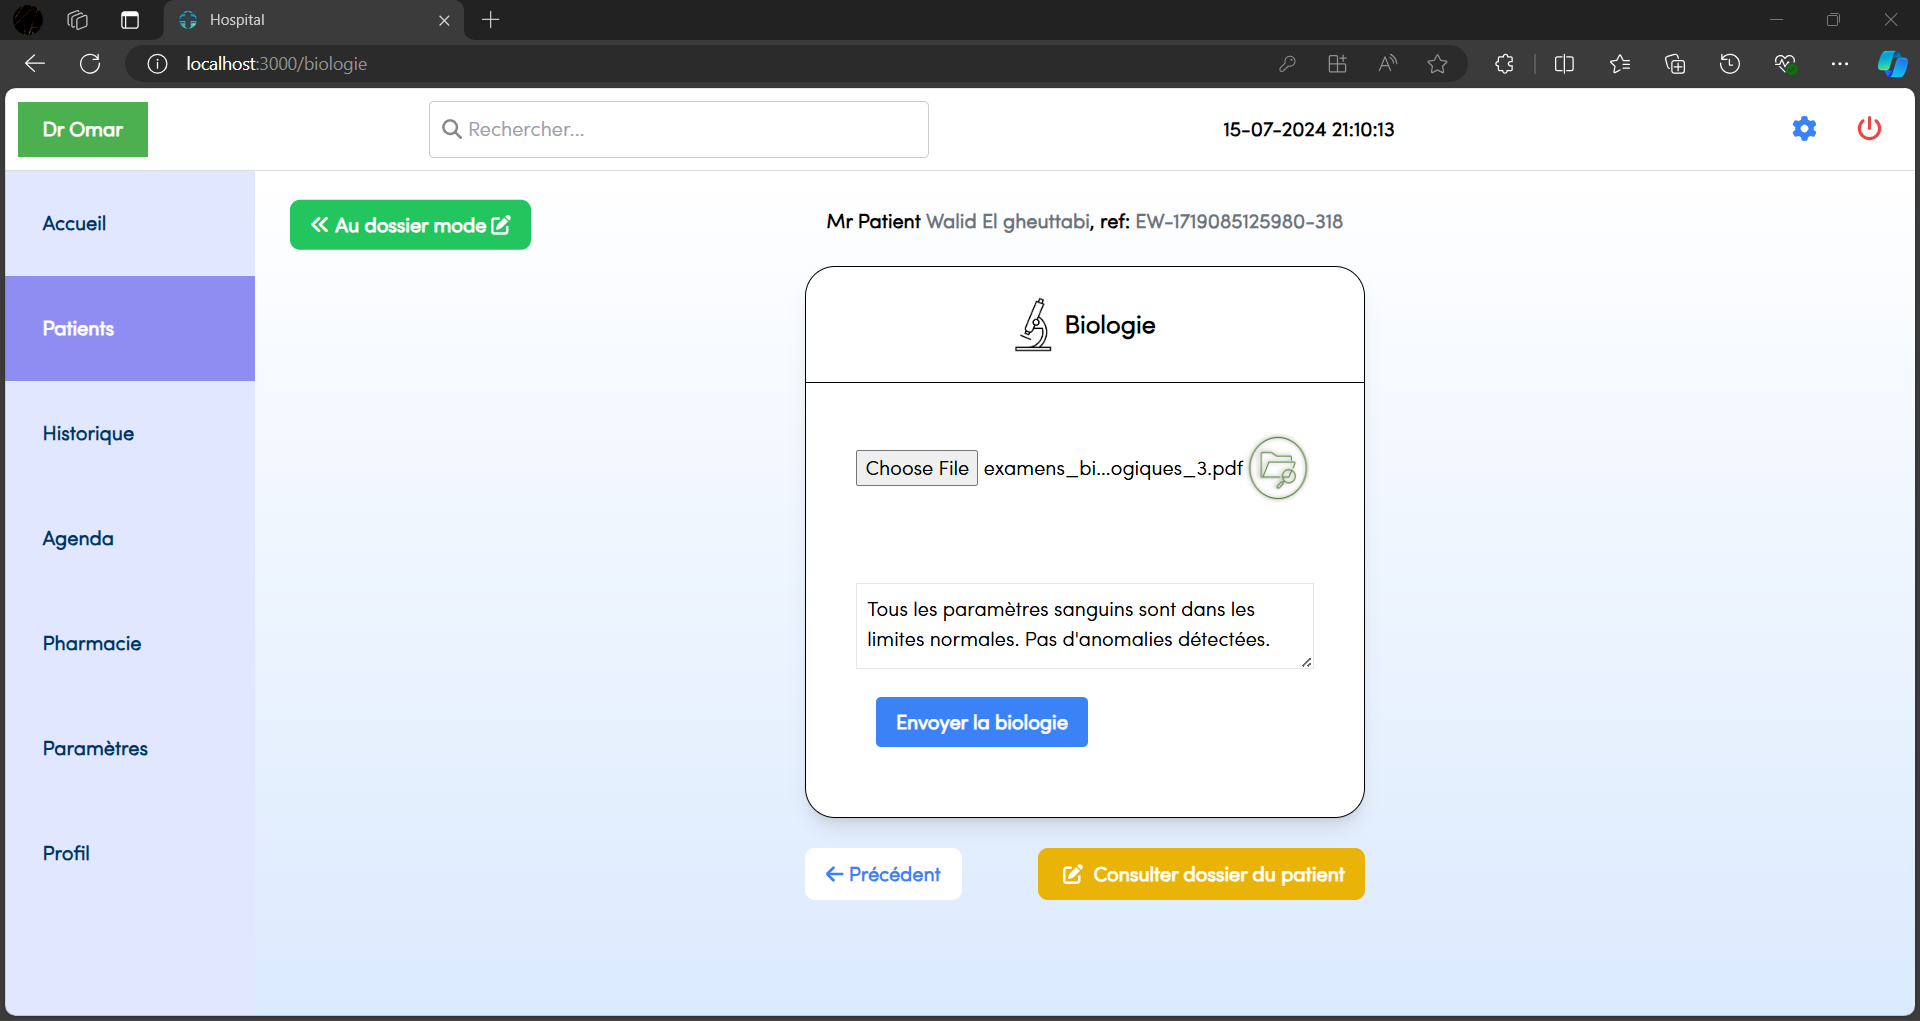 Hospital
localhost:3000/biologie
Dr Omar
Rechercher...
15-07-2024 21:10:13
Accueil
Patients
Historique
Agenda
Pharmacie
Paramètres
Profil
Au dossier mode
Mr Patient Walid El gheuttabi, ref: EW-1719085125980-318
Biologie
Choose File examens_bi...ogiques_3.pdf
Tous les paramètres sanguins sont dans les
limites normales. Pas d'anomalies détectées.
Envoyer la biologie
Précédent
Consulter dossier du patient